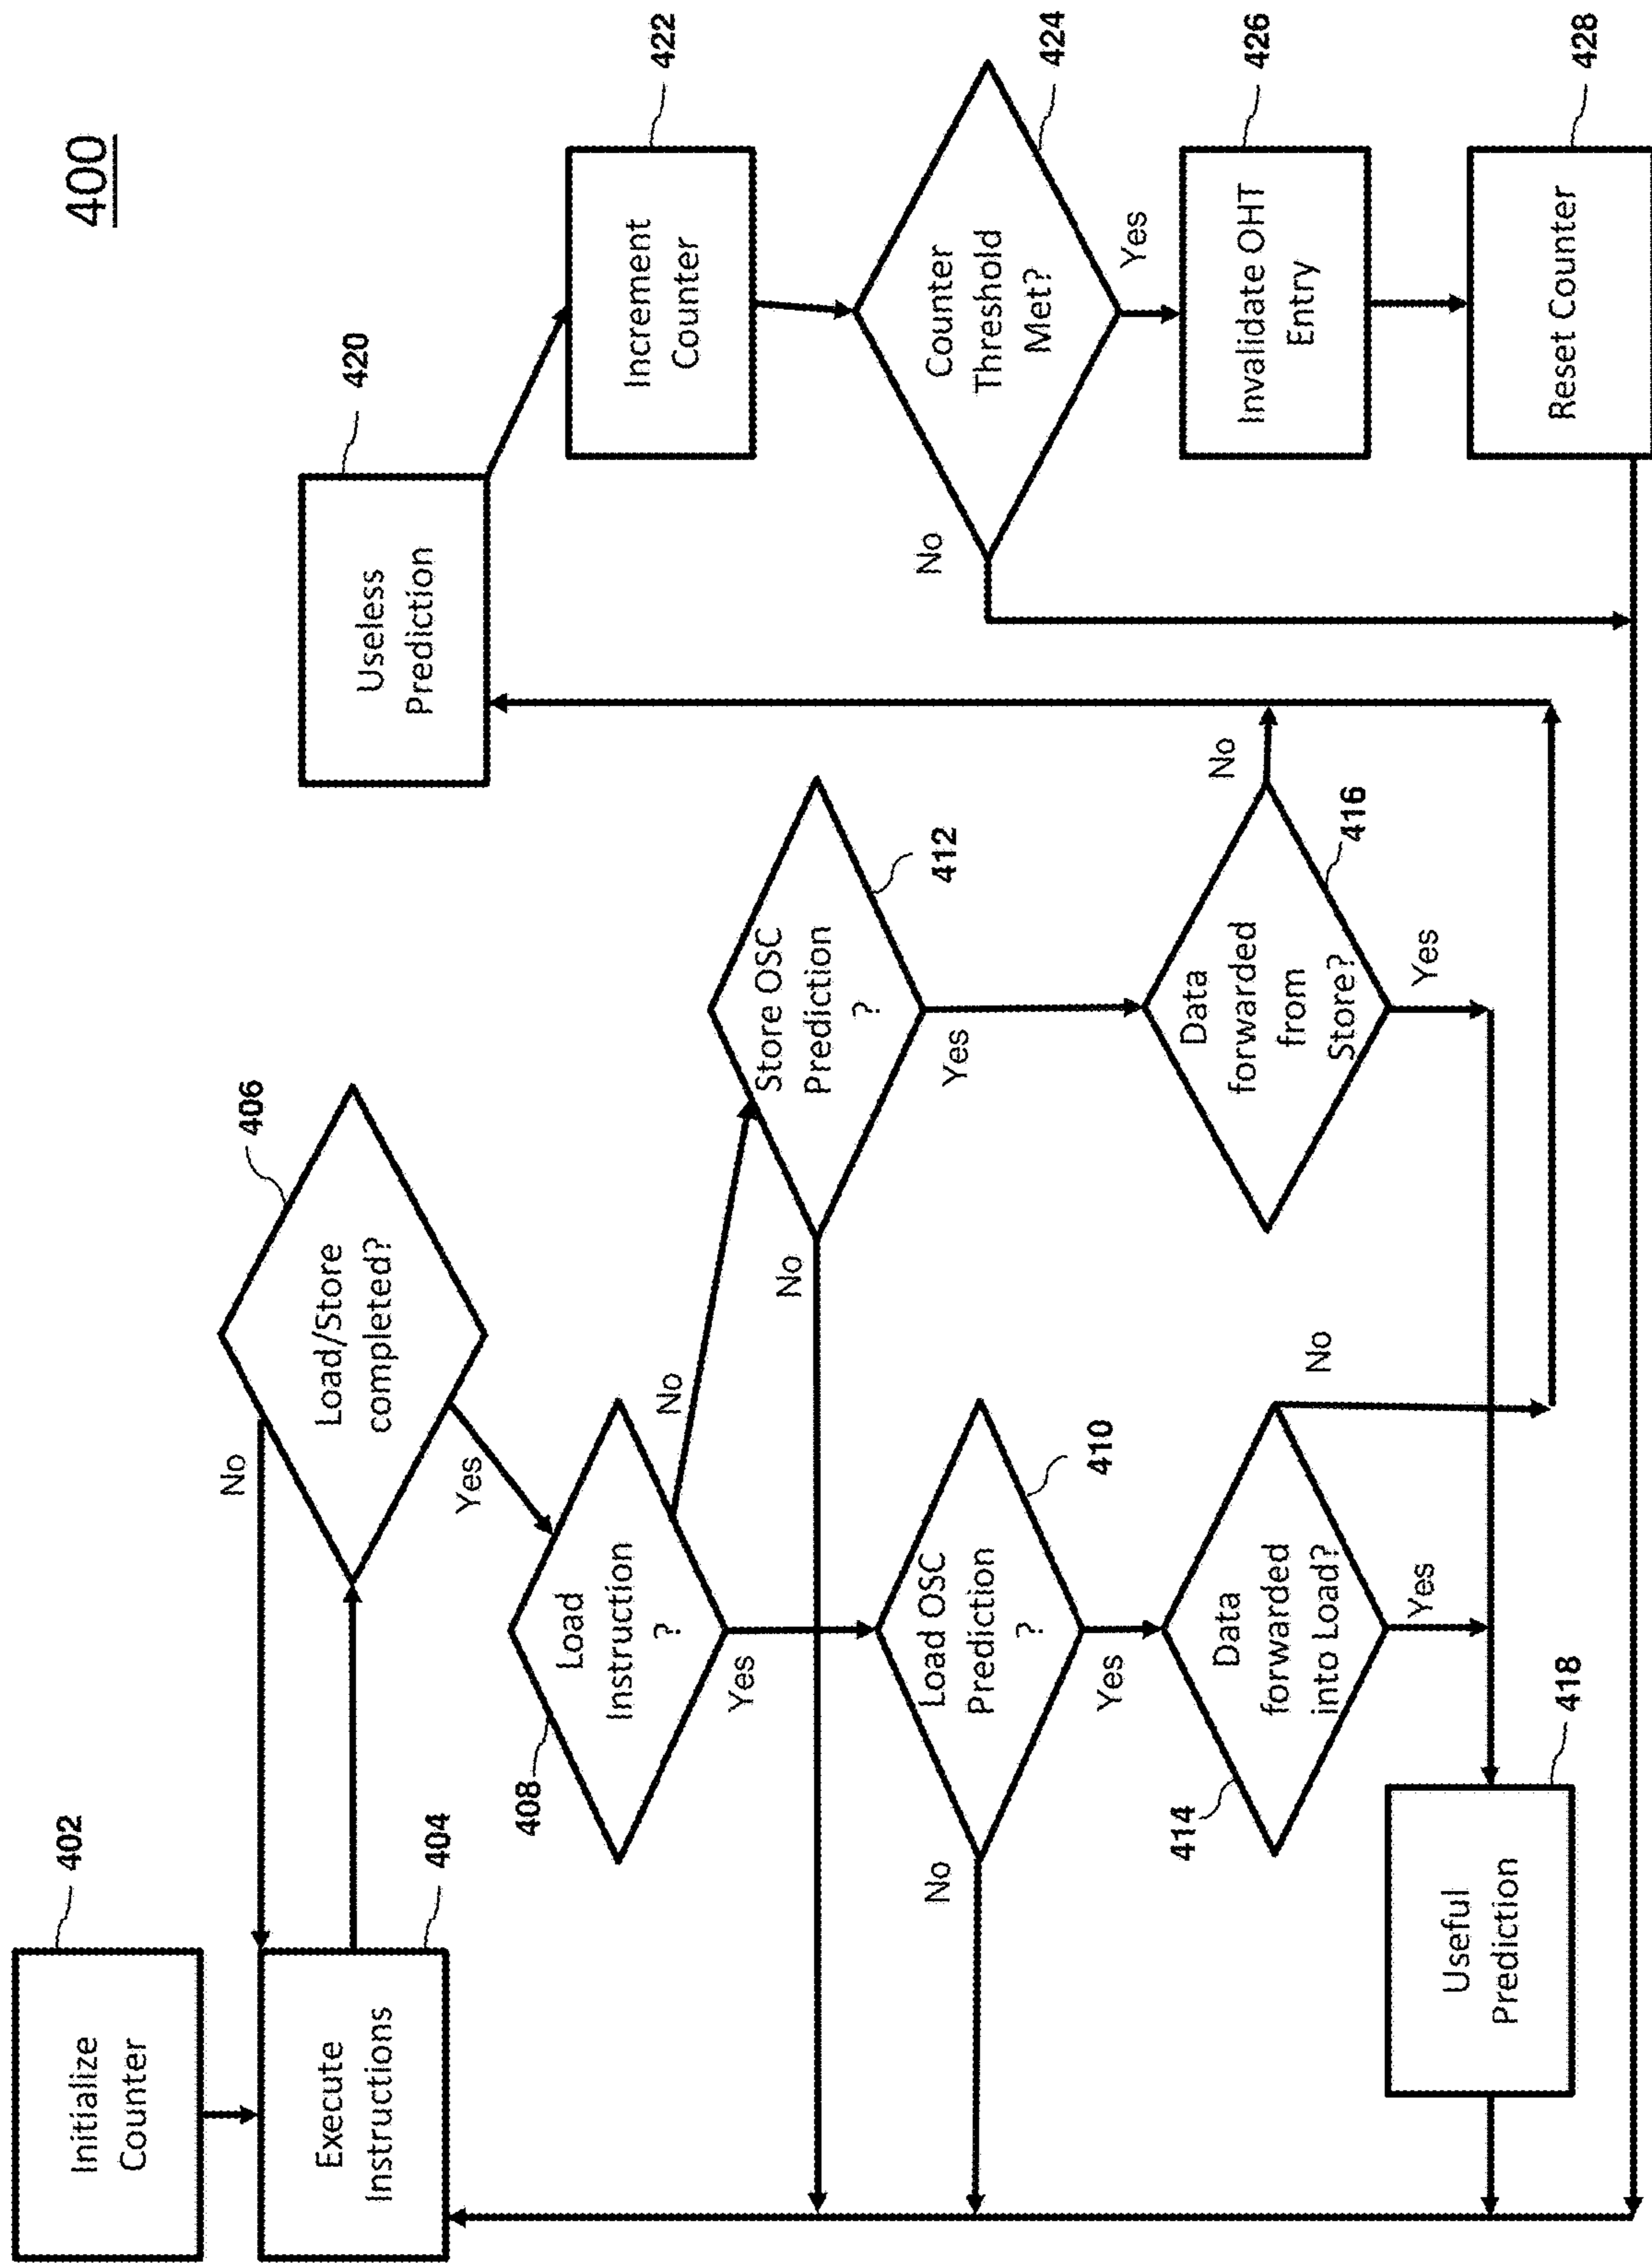 400
Initialize
Counter
402
Execute
Instructions
404
No
Load/Store
completed?
406
Yes
Load
Instruction
?
408
No
Yes
Store OSC
Prediction
?
412
No
Yes
Load OSC
Prediction
?
410
No
Yes
Data
forwarded
into Load?
414
No
Yes
Data
forwarded
from
Store?
416
No
Yes
Useful
Prediction
418
Useless
Prediction
420
Increment
Counter
422
Counter
Threshold
Met?
424
No
Yes
Invalidate OHT
Entry
426
Reset Counter
428